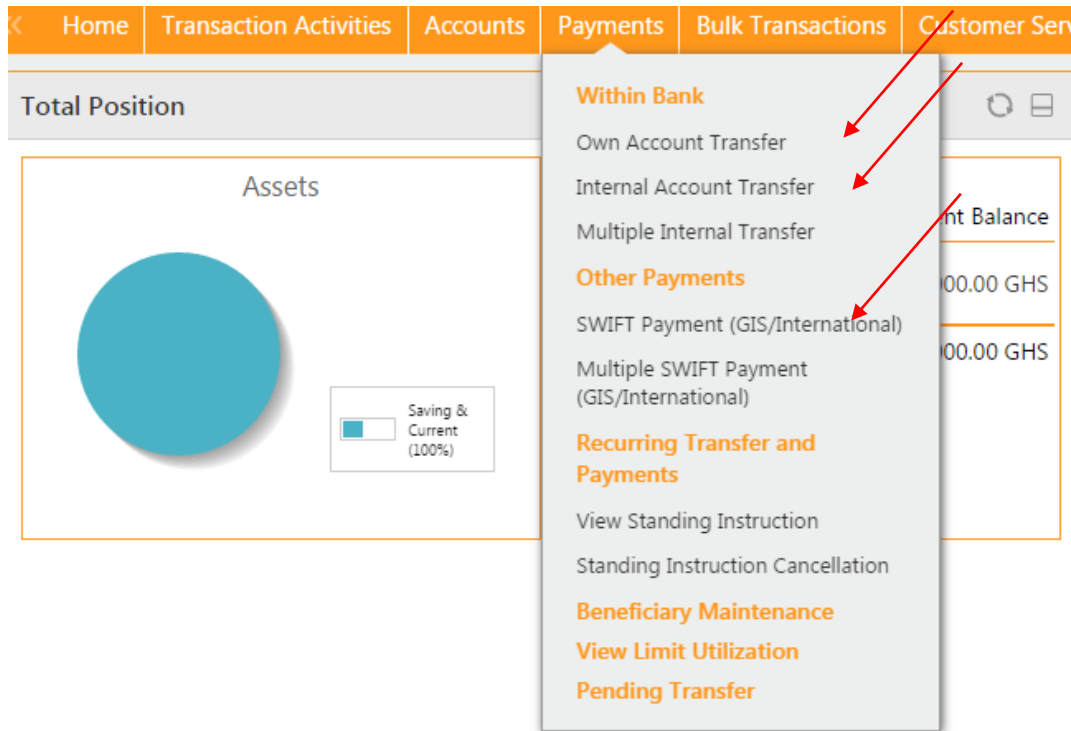 Home Transaction Activities Accounts Payments Bulk Transactions Customer
Total Position
Assets
Saving &
Current
(100%)
Within Bank
Own Account Transfer
Internal Account Transfer
Multiple Internal Transfer
Other Payments
SWIFT Payment (GIS/International)
Multiple SWIFT Payment
(GIS/International)
Recurring Transfer and
Payments
View Standing Instruction
Standing Instruction Cancellation
Beneficiary Maintenance
View Limit Utilization
Pending Transfer
Balance
00.00 GHS
00.00 GHS